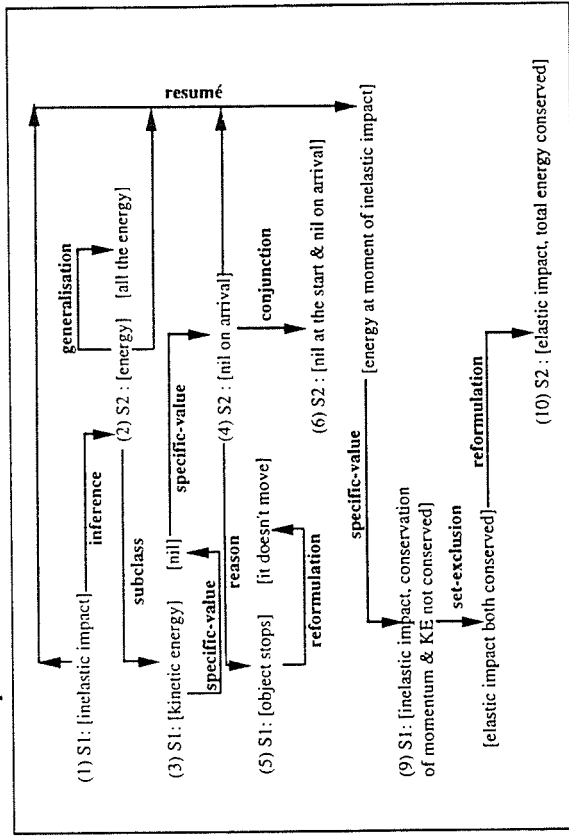 resumé
generalisation
(1) S1: [inelastic impact]
(2) S2: [energy] [all the energy]
inference
subclass
specific-value
(3) S1: [kinetic energy] [nil]
(4) S2: [nil on arrival]
specific-value
reason
conjunction
(5) S1: [object stops] [it doesn't move]
(6) S2 : [nil at the start & nil on arrival]
reformulation
[energy at moment of inelastic impact]
specific-value
(9) S1: [inelastic impact, conservation
of momentum & KE not conserved]
set-exclusion
reformulation
[elastic impact both conserved]
(10) S2: [elastic impact, total energy conserved]